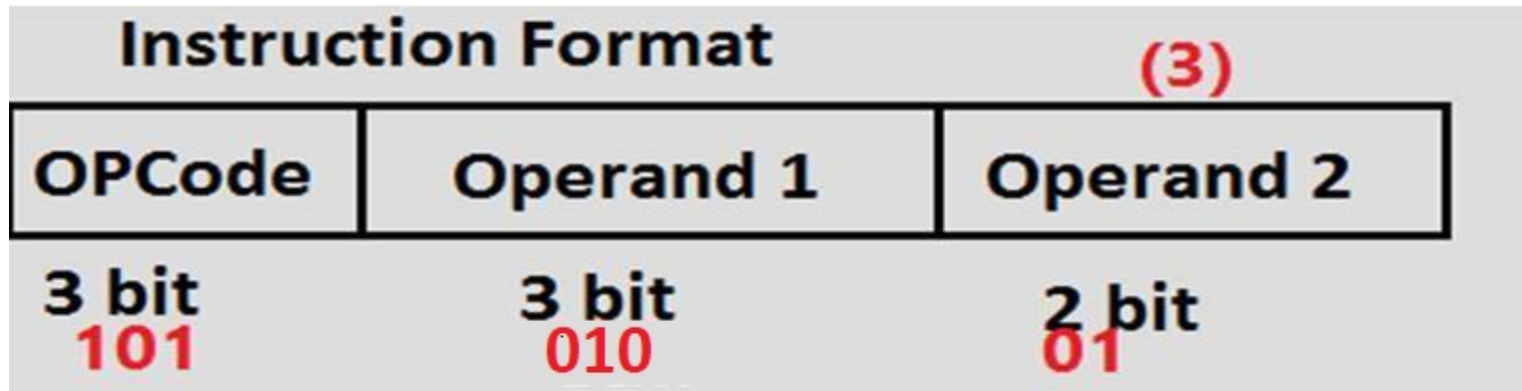 Instruction Format
(3)
OPCode Operand 1 Operand 2
3 bit 3 bit 2 bit
101 010 01